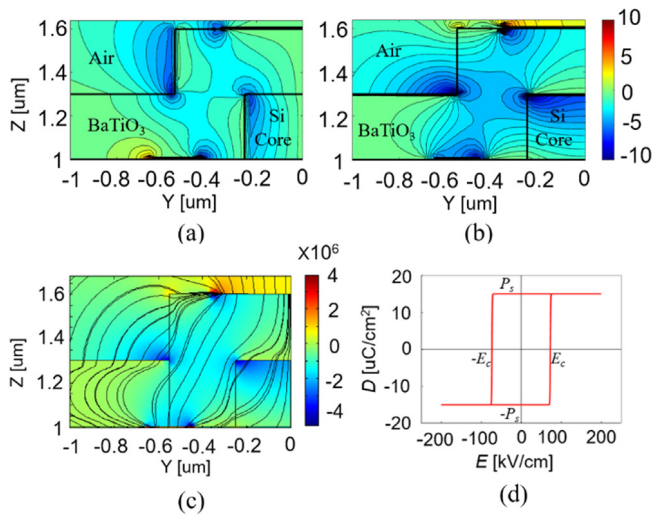 10
5
0
-5
-10
1.6
1.4
1.2
1
Z [um]
Air
BaTiO3
Si
Core
-1 -0.8 -0.6 -0.4 -0.2 0
Y [um]
(a)
1.6
1.4
1.2
1
Z [um]
Air
BaTiO3
Si
Core
-1 -0.8 -0.6 -0.4 -0.2 0
Y [um]
(b)
X10^6
4
2
0
-2
-4
1.6
1.4
1.2
1
Z [um]
-1 -0.8 -0.6 -0.4 -0.2 0
Y [um]
(c)
20
10
0
-10
-20
D [uC/cm²]
Ps
-Ec
Ec
-Ps
-200 -100 0 100 200
E [kV/cm]
(d)